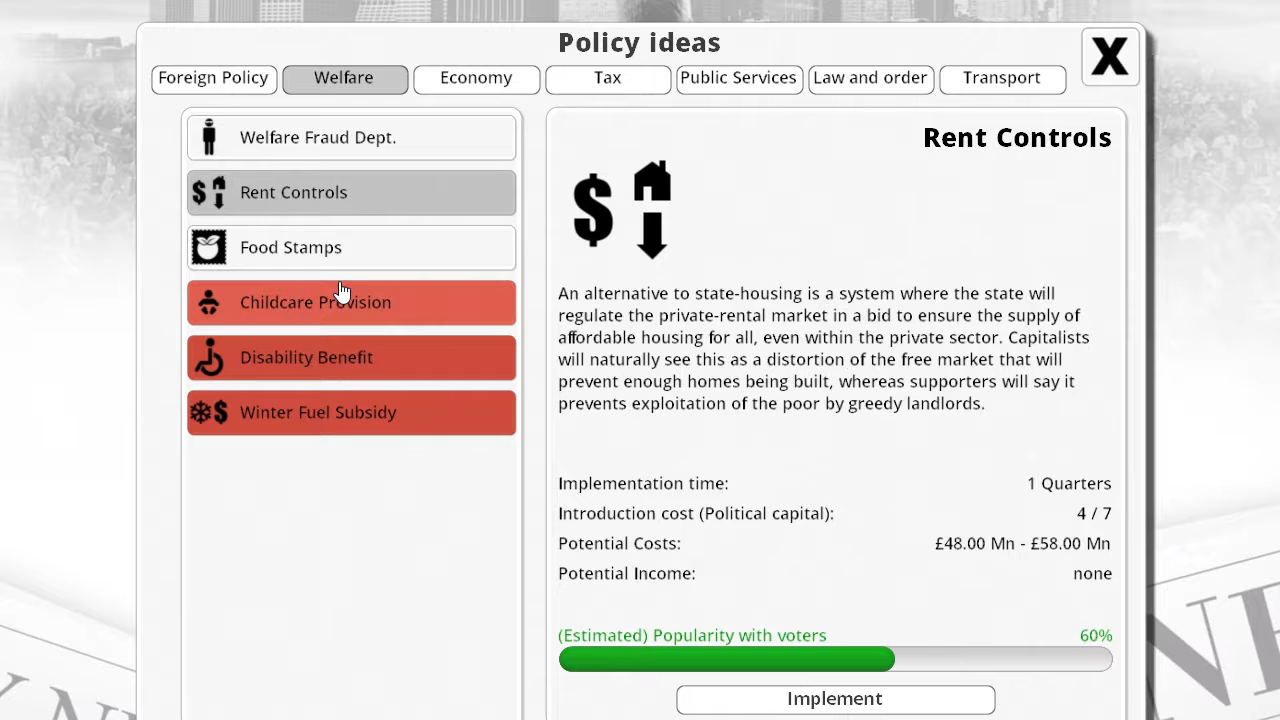 Policy ideas
X
Foreign Policy
Welfare
Economy
Tax
Public Services
Law and order
Transport
Welfare Fraud Dept.
Rent Controls
Food Stamps
Childcare Provision
Disability Benefit
Winter Fuel Subsidy
Rent Controls
An alternative to state-housing is a system where the state will
regulate the private-rental market in a bid to ensure the supply of
affordable housing for all, even within the private sector. Capitalists
will naturally see this as a distortion of the free market that will
prevent enough homes being built, whereas supporters will say it
prevents exploitation of the poor by greedy landlords.
Implementation time: 1 Quarters
Introduction cost (Political capital): 4 / 7
Potential Costs: £48.00 Mn - £58.00 Mn
Potential Income: none
(Estimated) Popularity with voters 60%
Implement